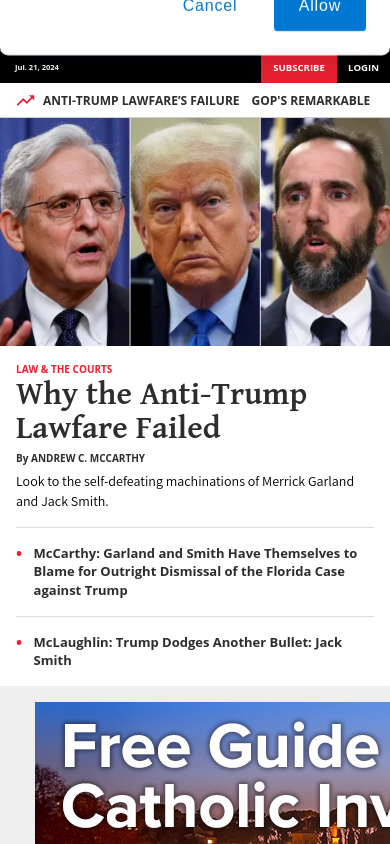 Cancel Allow
Jul. 21, 2024 SUBSCRIBE LOGIN
ANTI-TRUMP LAWFARE’S FAILURE GOP'S REMARKABLE
LAW & THE COURTS
Why the Anti-Trump
Lawfare Failed
By ANDREW C. MCCARTHY
Look to the self-defeating machinations of Merrick Garland
and Jack Smith.
McCarthy: Garland and Smith Have Themselves to
Blame for Outright Dismissal of the Florida Case
against Trump
McLaughlin: Trump Dodges Another Bullet: Jack
Smith
Free Guide
Catholic Inv